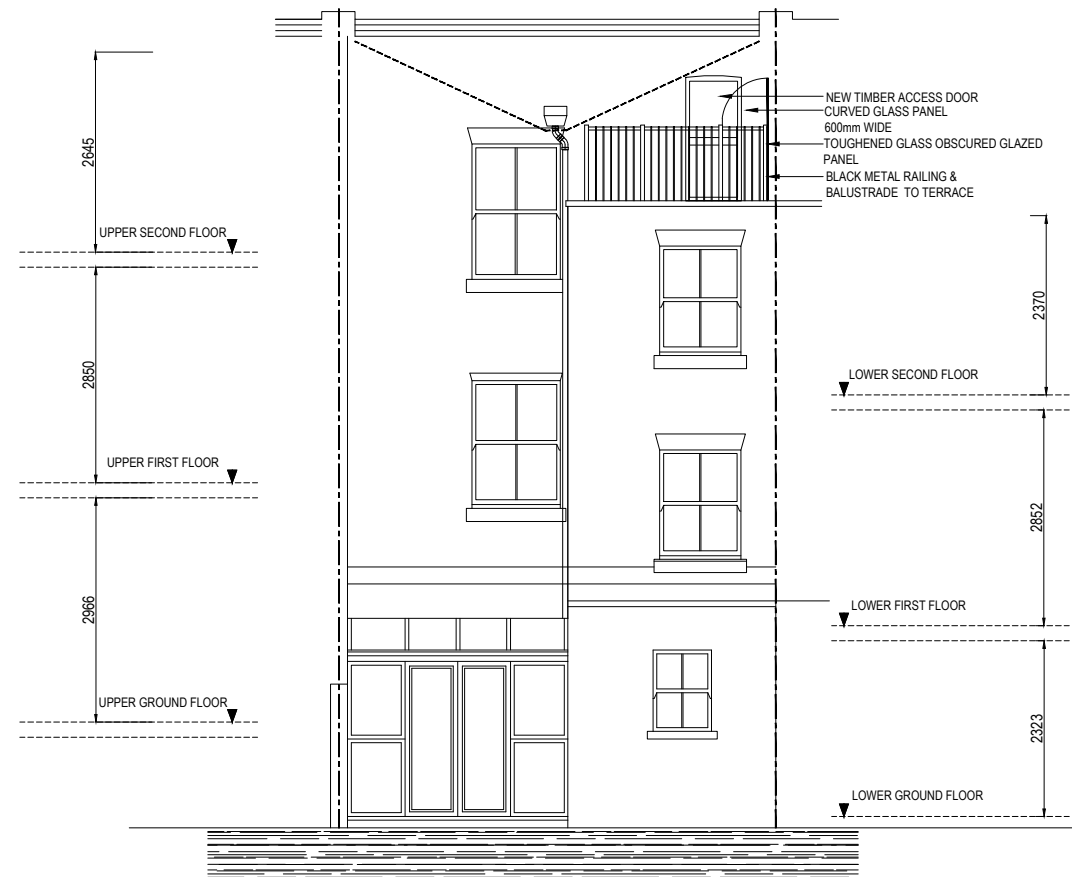 NEW TIMBER ACCESS DOOR
CURVED GLASS PANEL
600mm WIDE
TOUGHENED GLASS OBSCURED GLAZED
PANEL
BLACK METAL RAILING &
BALUSTRADE TO TERRACE
2645
UPPER SECOND FLOOR
2850
UPPER FIRST FLOOR
2966
UPPER GROUND FLOOR
2370
LOWER SECOND FLOOR
2852
LOWER FIRST FLOOR
2323
LOWER GROUND FLOOR